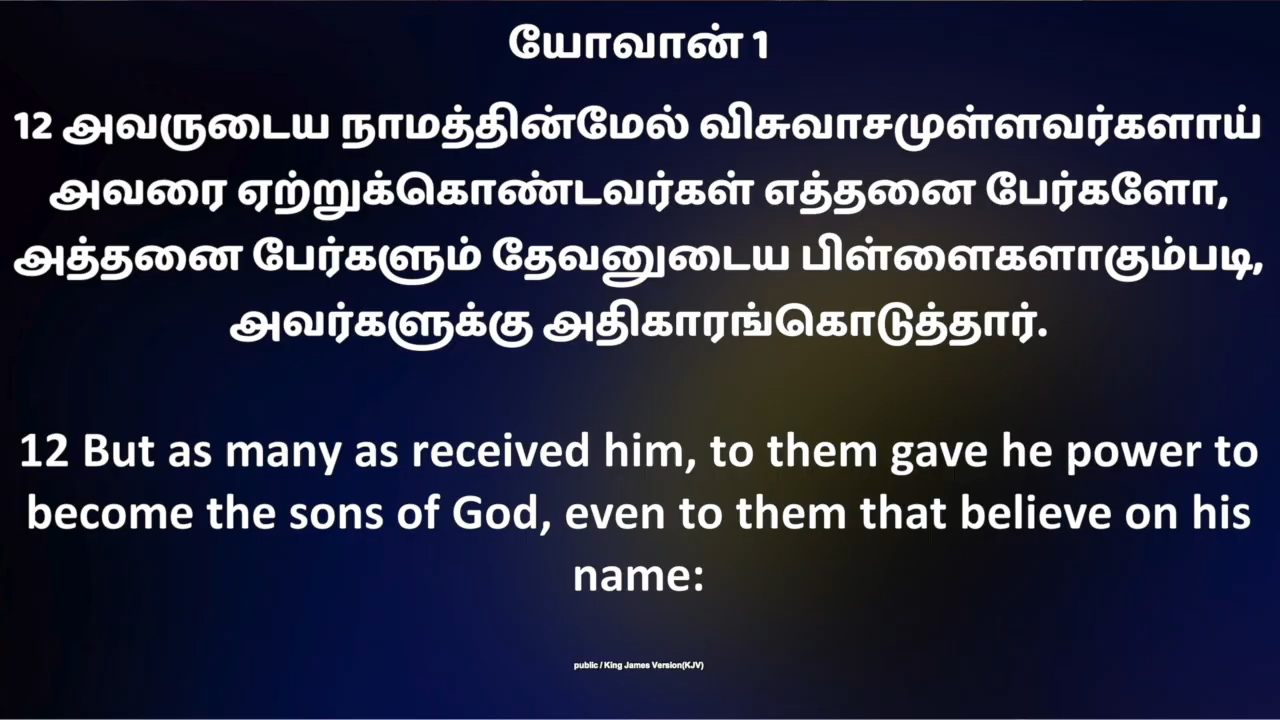 யோவான் 1
12 அவருடைய நாமத்தின்மேல் விசுவாசமுள்ளவர்களாய்
அவரை ஏற்றுக்கொண்டவர்கள் எத்தனை பேர்களோ,
அத்தனை பேர்களும் தேவனுடைய பிள்ளைகளாகும்படி,
அவர்களுக்கு அதிகாரங்கொடுத்தார்.
12 But as many as received him, to them gave he power to
become the sons of God, even to them that believe on his
name:
public / King James Version(KJV)